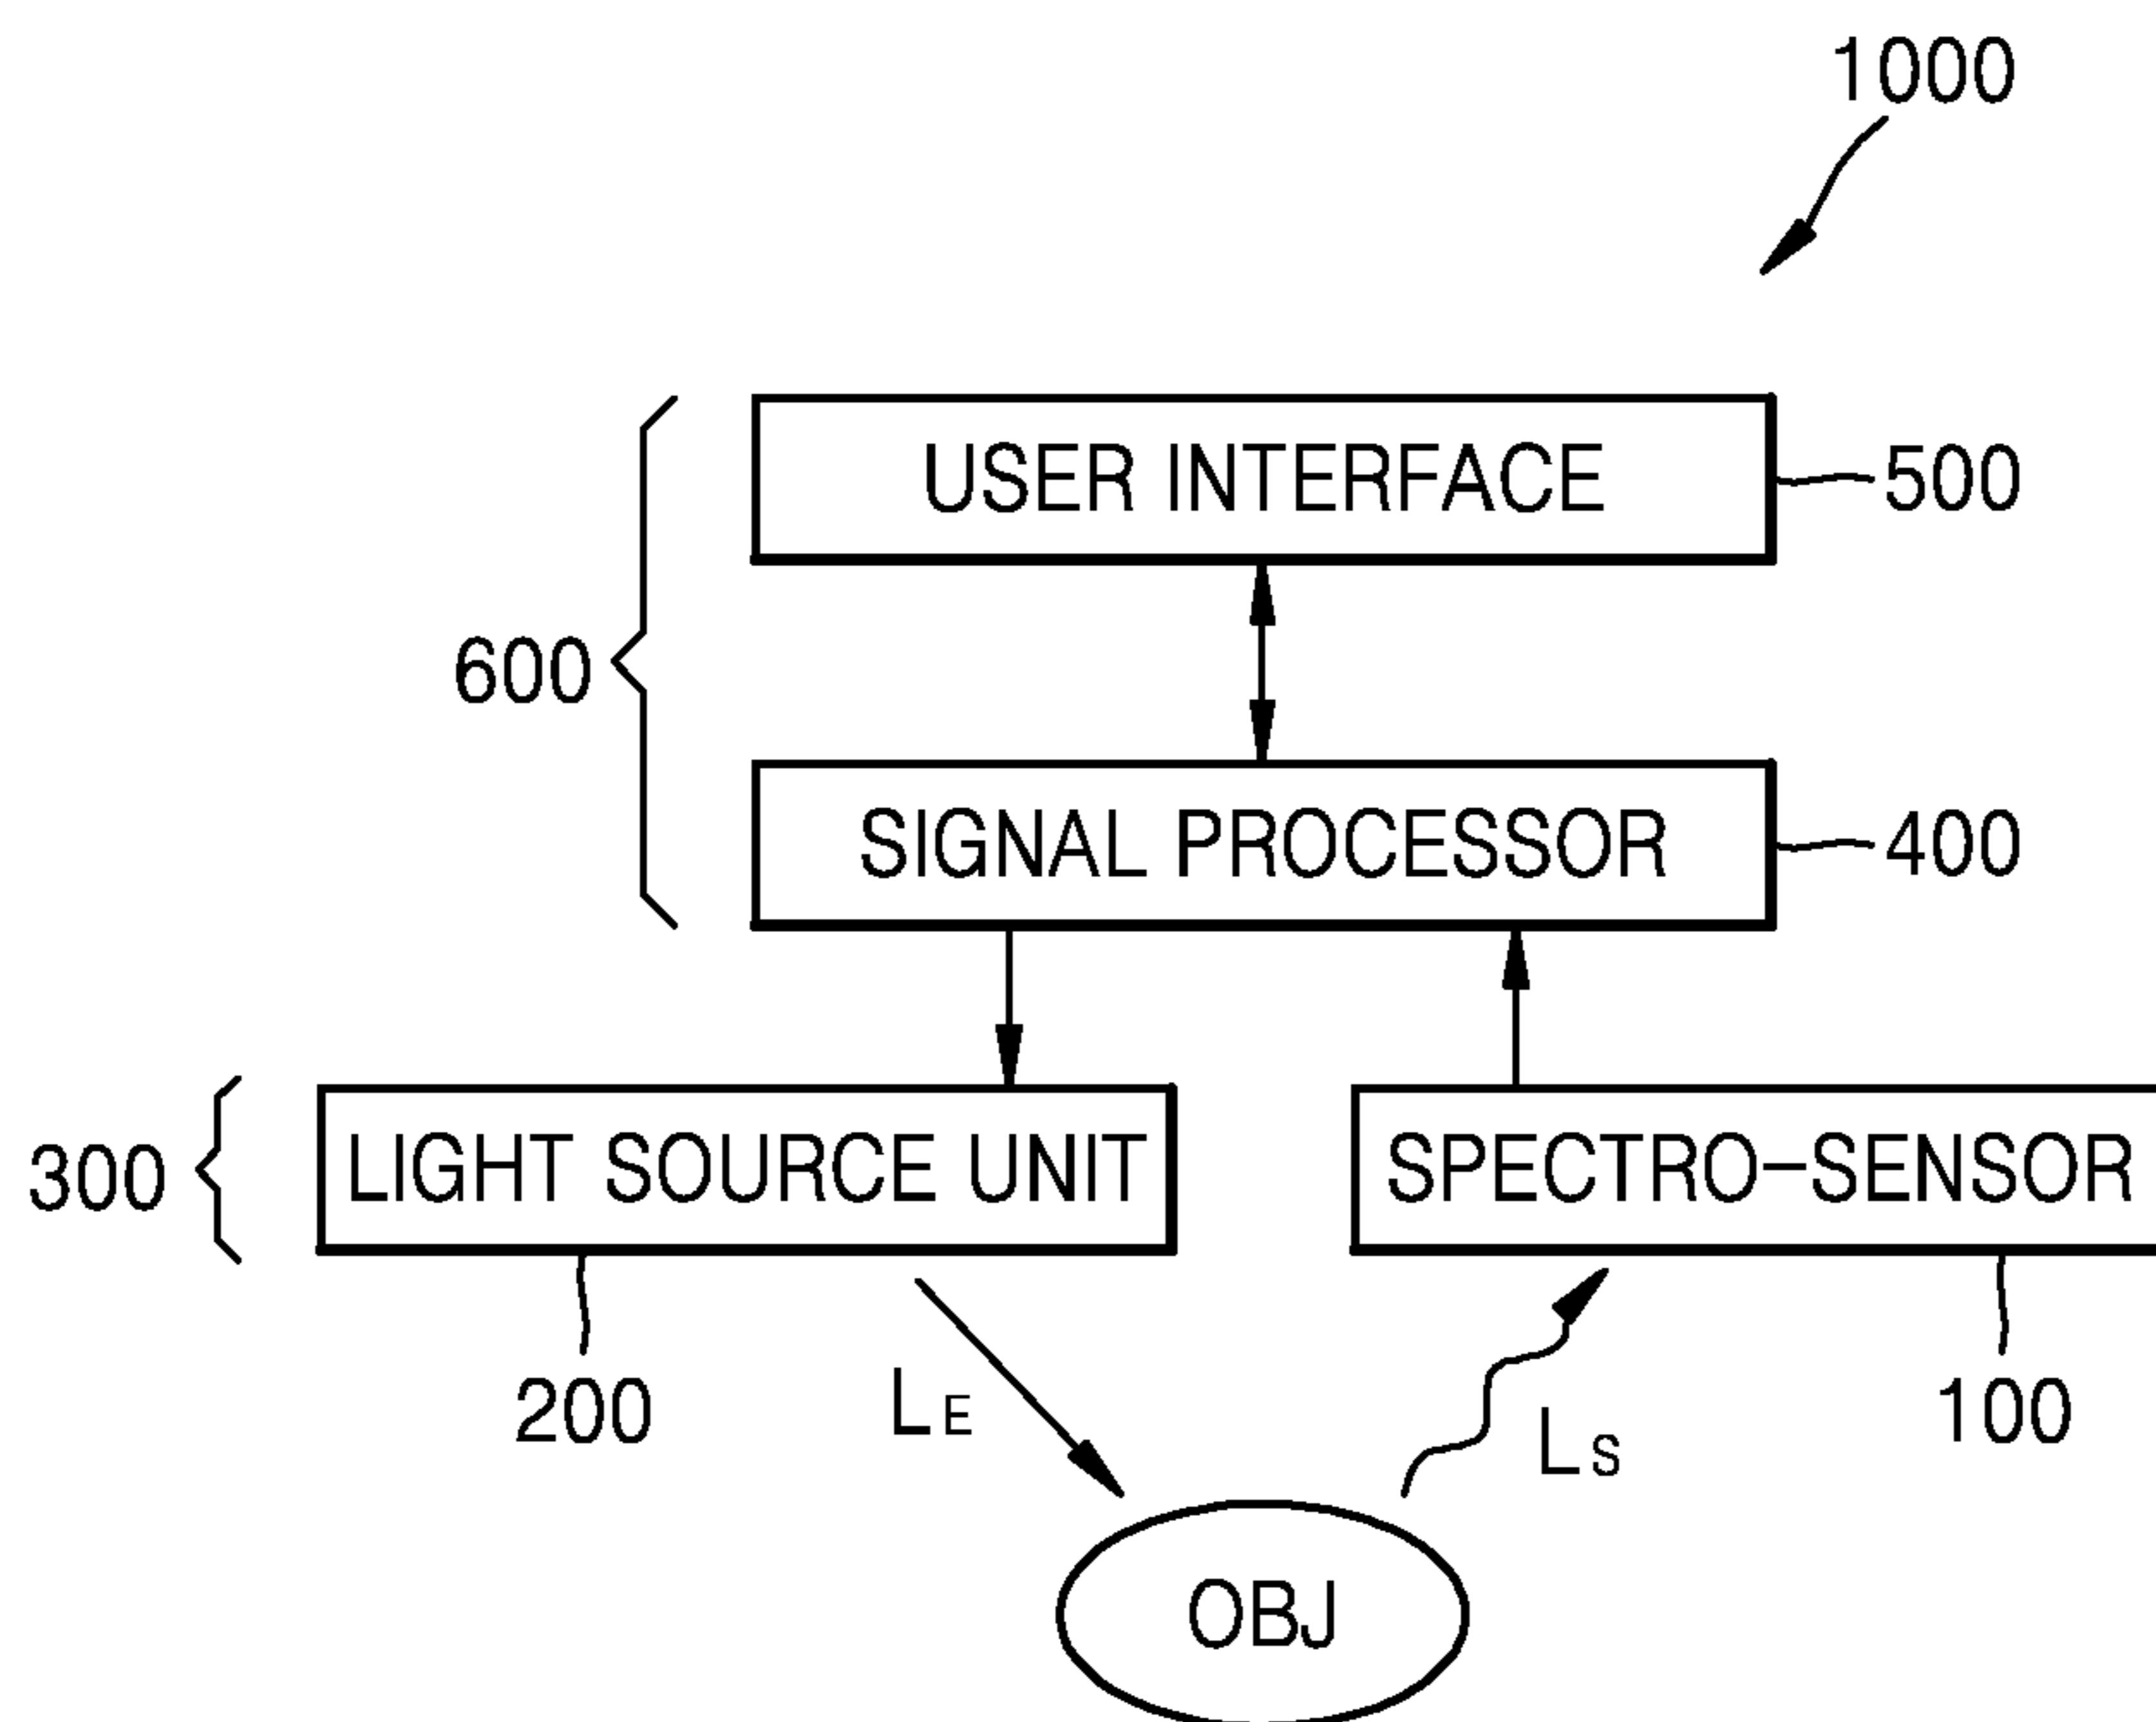 1000
USER INTERFACE
500
600
SIGNAL PROCESSOR
400
300
LIGHT SOURCE UNIT
SPECTRO-SENSOR
200
LE
LS
100
OBJ